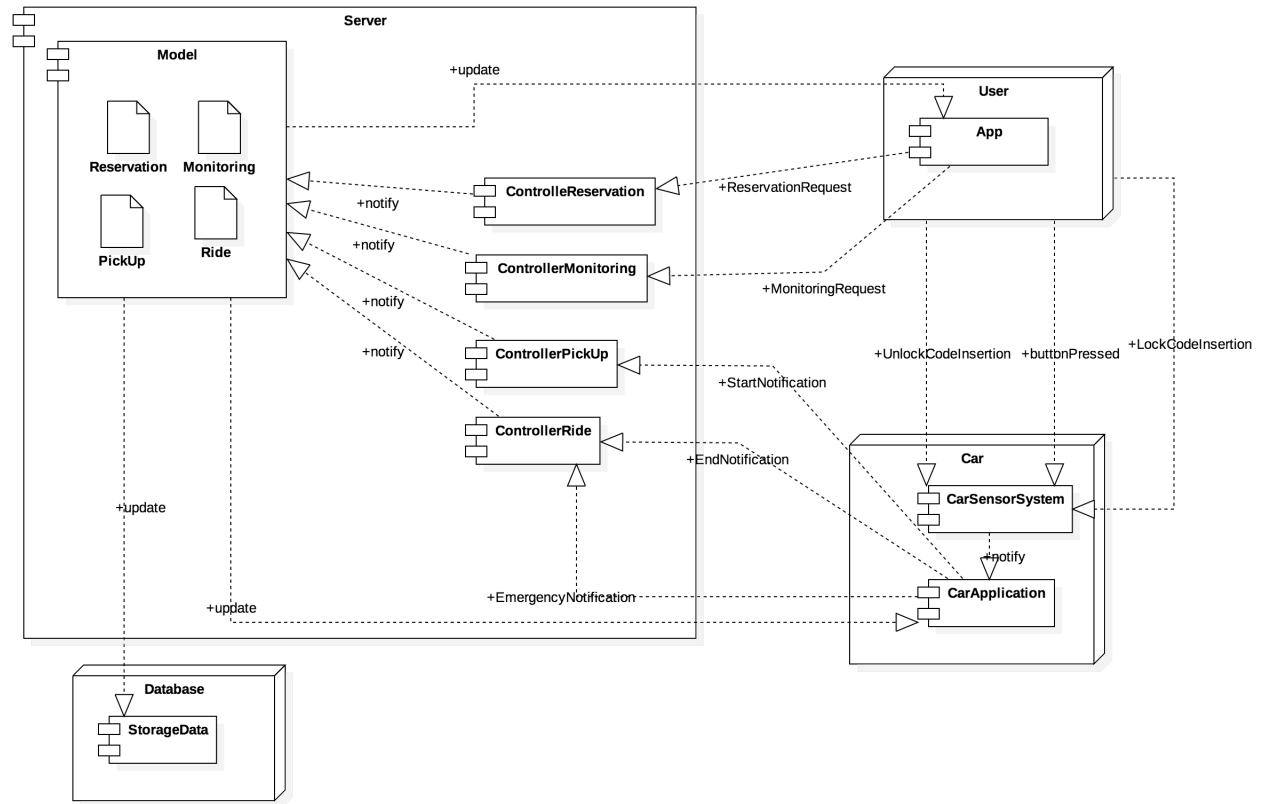 Server
Model
+update
User
App
Reservation
Monitoring
ControlleReservation
+ReservationRequest
+notify
PickUp
Ride
+notify
ControllerMonitoring
+MonitoringRequest
+notify
+notify
ControllerPickUp
+UnlockCodeInsertion
+buttonPressed
+LockCodeInsertion
+StartNotification
ControllerRide
+EndNotification
Car
CarSensorSystem
+update
+notify
+EmergencyNotification
CarApplication
+update
Database
StorageData